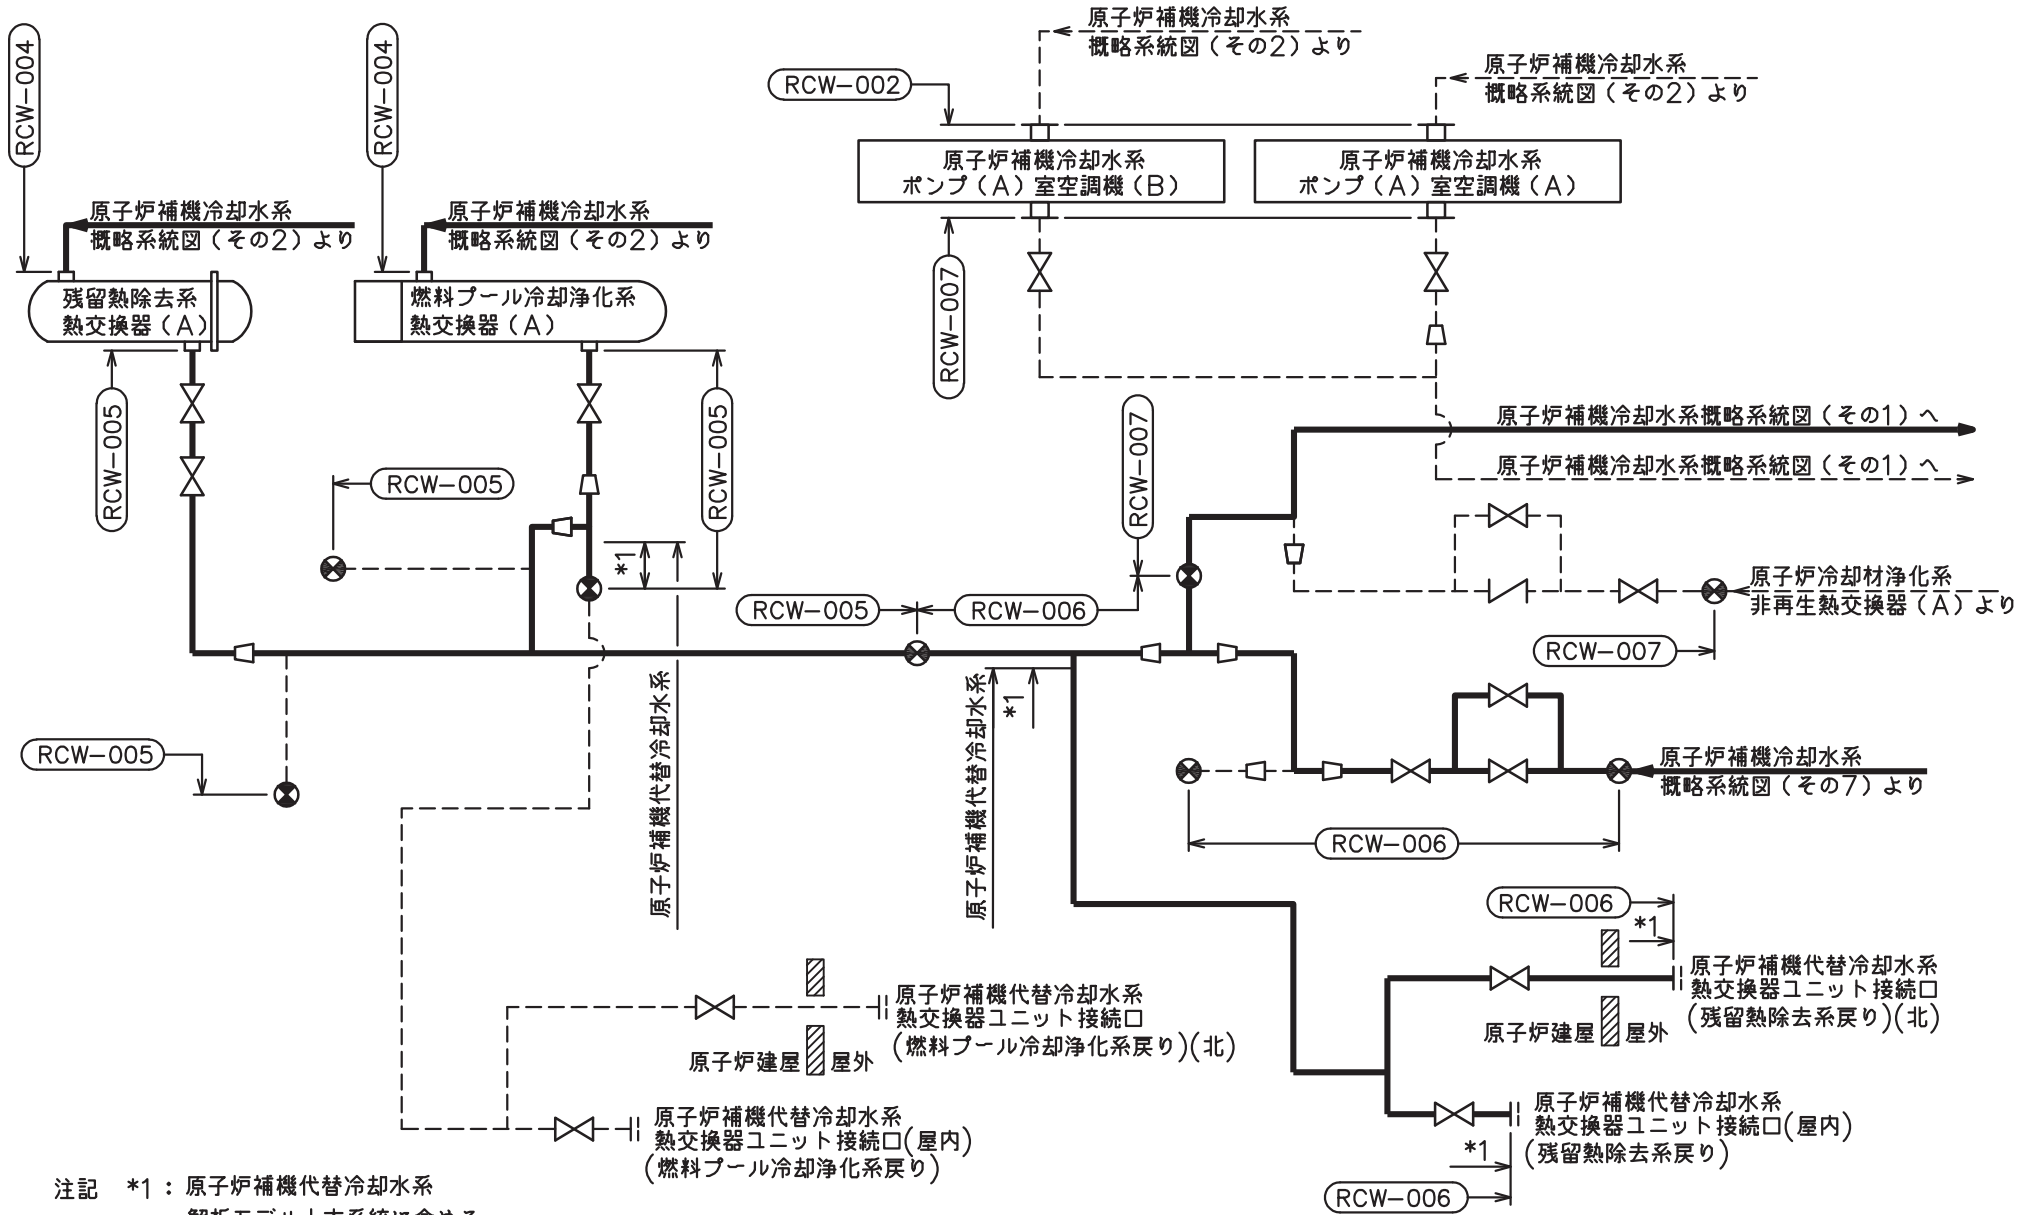 RCW-004
RCW-004
原子炉補機冷却水系
概略系統図(その2)より
原子炉補機冷却水系
概略系統図(その2)より
RCW-002
原子炉補機冷却水系
ポンプ(A)室空調機(B)
原子炉補機冷却水系
ポンプ(A)室空調機(A)
原子炉補機冷却水系
概略系統図(その2)より
原子炉補機冷却水系
概略系統図(その2)より
残留熱除去系
熱交換器(A)
燃料プール冷却浄化系
熱交換器(A)
RCW-007
RCW-005
RCW-005
RCW-005
RCW-007
原子炉補機冷却水系概略系統図(その1)へ
原子炉補機冷却水系概略系統図(その1)へ
*1
原子炉冷却材浄化系
非再生熱交換器(A)より
RCW-005
RCW-006
RCW-007
原子炉補機代替冷却水系
原子炉補機代替冷却水系
*1
RCW-005
原子炉補機冷却水系
概略系統図(その7)より
RCW-006
RCW-006
*1
原子炉補機代替冷却水系
熱交換器ユニット接続口
(残留熱除去系戻り)(北)
原子炉建屋
屋外
原子炉補機代替冷却水系
熱交換器ユニット接続口
(燃料プール冷却浄化系戻り)(北)
原子炉建屋
屋外
原子炉補機代替冷却水系
熱交換器ユニット接続口(屋内)
(燃料プール冷却浄化系戻り)
原子炉補機代替冷却水系
熱交換器ユニット接続口(屋内)
(残留熱除去系戻り)
*1
RCW-006
注記 *1:原子炉補機代替冷却水系